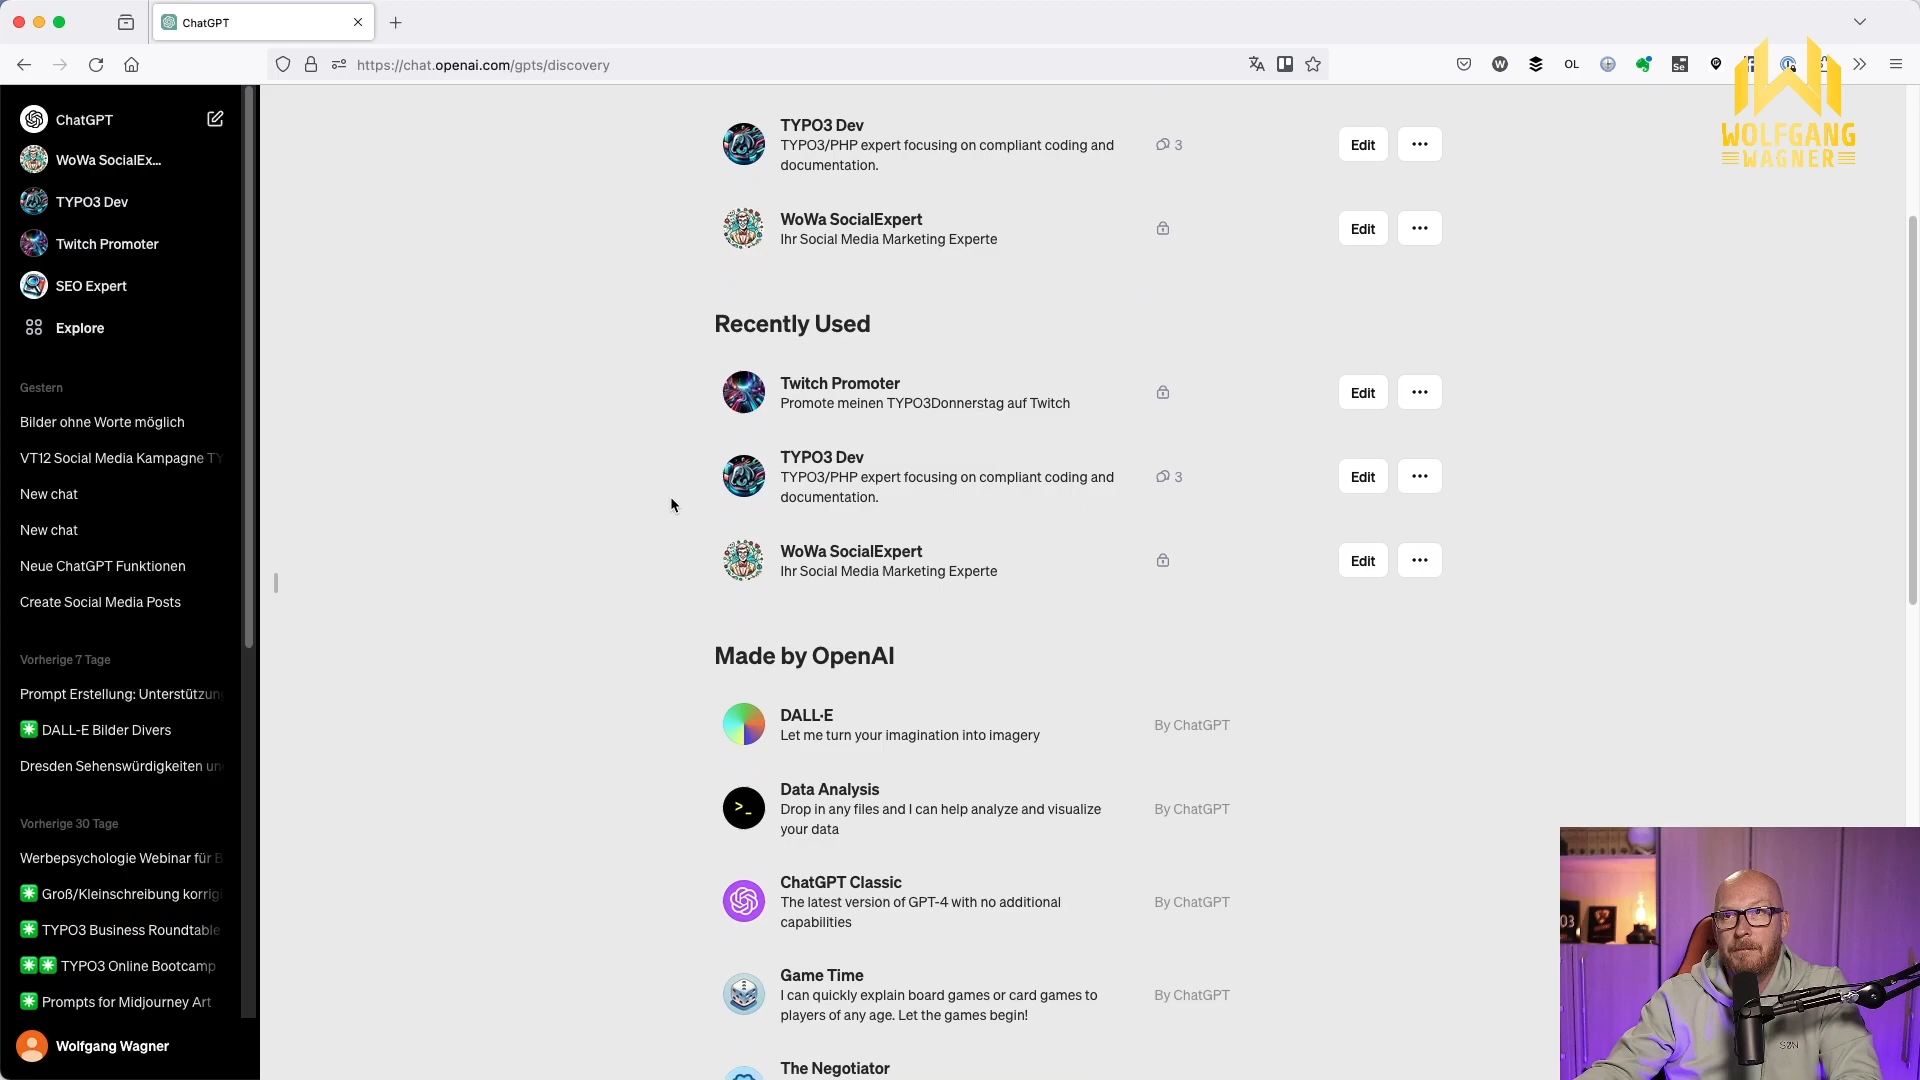 ChatGPT
https://chat.openai.com/gpts/discovery
OL
WOLFGANG
WAGNER
ChatGPT
WoWa SocialEx...
TYPO3 Dev
Twitch Promoter
SEO Expert
Explore
Gestern
Bilder ohne Worte möglich
VT12 Social Media Kampagne TY
New chat
New chat
Neue ChatGPT Funktionen
Create Social Media Posts
Vorherige 7 Tage
Prompt Erstellung: Unterstützun
DALL-E Bilder Divers
Dresden Sehenswürdigkeiten un
Vorherige 30 Tage
Werbepsychologie Webinar für B
Groß/Kleinschreibung korrig
TYPO3 Business Roundtable
TYPO3 Online Bootcamp
Prompts for Midjourney Art
Wolfgang Wagner
TYPO3 Dev
TYPO3/PHP expert focusing on compliant coding and
documentation.
3
Edit
WoWa SocialExpert
Ihr Social Media Marketing Experte
Edit
Recently Used
Twitch Promoter
Promote meinen TYPO3Donnerstag auf Twitch
Edit
TYPO3 Dev
TYPO3/PHP expert focusing on compliant coding and
documentation.
3
Edit
WoWa SocialExpert
Ihr Social Media Marketing Experte
Edit
Made by OpenAI
DALL·E
Let me turn your imagination into imagery
By ChatGPT
Data Analysis
Drop in any files and I can help analyze and visualize
your data
By ChatGPT
ChatGPT Classic
The latest version of GPT-4 with no additional
capabilities
By ChatGPT
Game Time
I can quickly explain board games or card games to
players of any age. Let the games begin!
By ChatGPT
The Negotiator